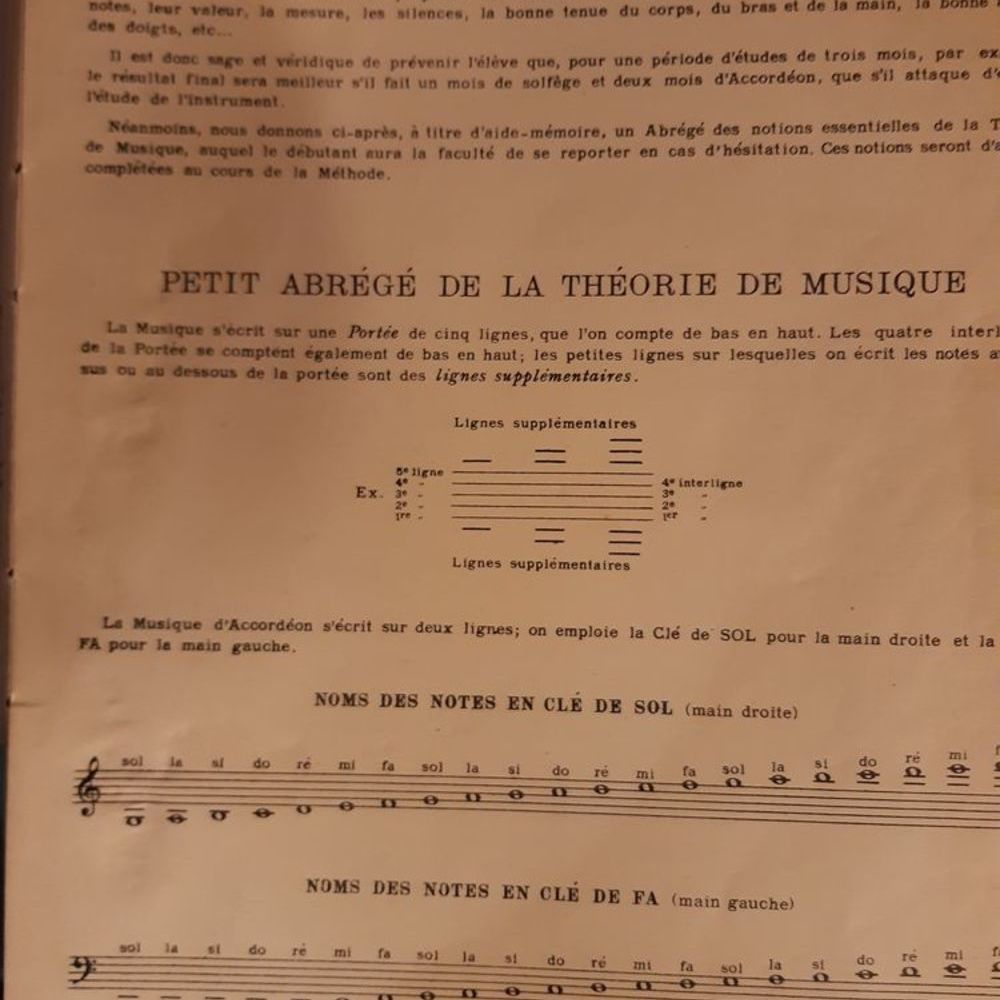 notes, leur valeur, la mesure, les silences, la bonne tenue du corps, du bras et de la main, la bonne
des doigts, etc...
Il est donc sage et véridique de prévenir l'élève que, pour une période d'études de trois mois, par ex
le résultat final sera meilleur s'il fait un mois de solfège et deux mois d'Accordéon, que s'il attaque d'
l'étude de l'instrument.
Néanmoins, nous donnons ci-après, à titre d'aide-mémoire, un Abrégé des notions essentielles de la T
de Musique, auquel le débutant aura la faculté de se reporter en cas d'hésitation. Ces notions seront d'a
complétées au cours de la Méthode.
PETIT ABRÉGÉ DE LA THÉORIE DE MUSIQUE
La Musique s'écrit sur une Portée de cinq lignes, que l'on compte de bas en haut. Les quatre interl
de la Portée se comptent également de bas en haut; les petites lignes sur lesquelles on écrit les notes a
sus ou au dessous de la portée sont des lignes supplémentaires.
Lignes supplémentaires
5e ligne
4e - 4e interligne
Ex. 3e - 3e -
2e - 2e -
1re - 1er -
Lignes supplémentaires
La Musique d'Accordéon s'écrit sur deux lignes; on emploie la Clé de SOL pour la main droite et la
FA pour la main gauche.
NOMS DES NOTES EN CLÉ DE SOL (main droite)
sol la si do ré mi fa sol la si do ré mi fa sol la si do ré mi f
NOMS DES NOTES EN CLÉ DE FA (main gauche)
sol la si do ré mi fa sol la si do ré mi fa sol la si do ré mi f